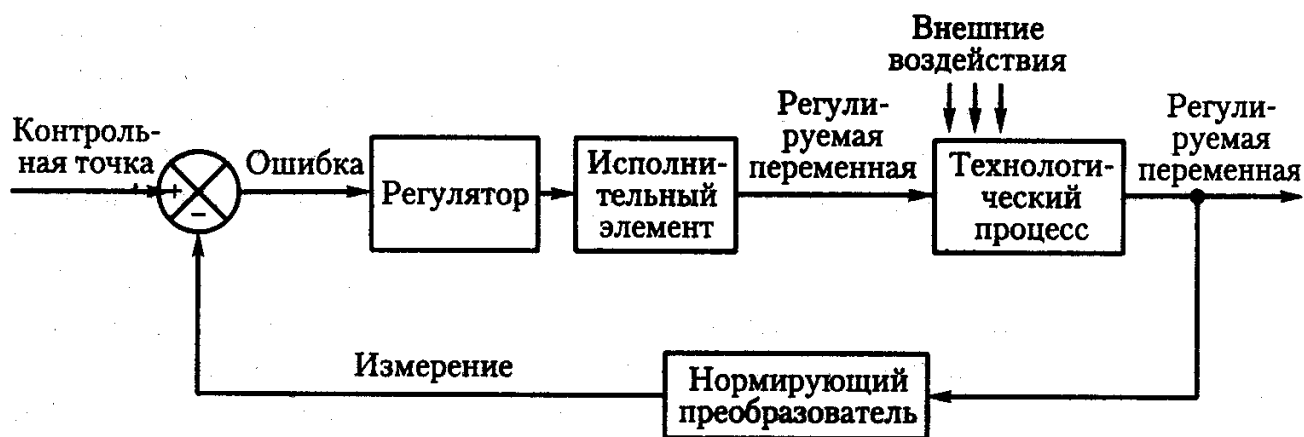 Внешние
воздействия
Контроль-
ная точка
+
−
Ошибка
Регулятор
Исполни-
тельный
элемент
Регули-
руемая
переменная
Технологи-
ческий
процесс
Регули-
руемая
переменная
Измерение
Нормирующий
преобразователь